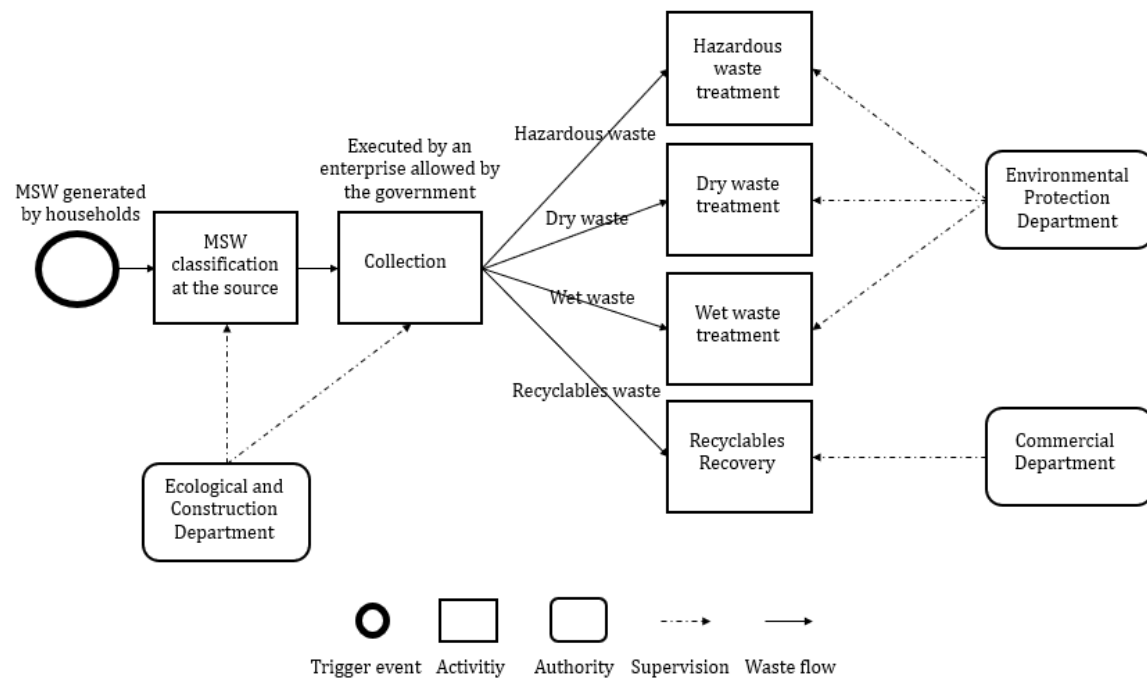 Hazardous
waste
treatment
Hazardous waste
Executed by an
enterprise allowed by
the government
MSW generated
by households
Dry waste
treatment
Environmental
Protection
Department
Dry waste
MSW
classification
at the source
Collection
Wet waste
Wet waste
treatment
Recyclables waste
Recyclables
Recovery
Commercial
Department
Ecological and
Construction
Department
Trigger event
Activitiy
Authority
Supervision
Waste flow